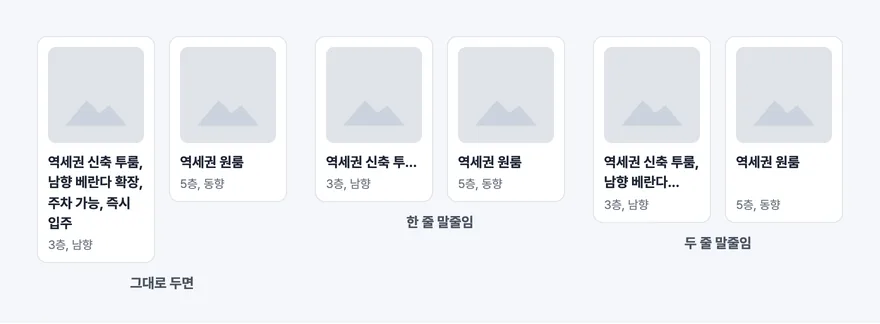 역세권 신축 투룸,
남향 베란다 확장,
주차 가능, 즉시
입주
3층, 남향
역세권 원룸
5층, 동향
그대로 두면
역세권 신축 투...
3층, 남향
역세권 원룸
5층, 동향
한 줄 말줄임
역세권 신축 투룸,
남향 베란다...
3층, 남향
역세권 원룸
5층, 동향
두 줄 말줄임